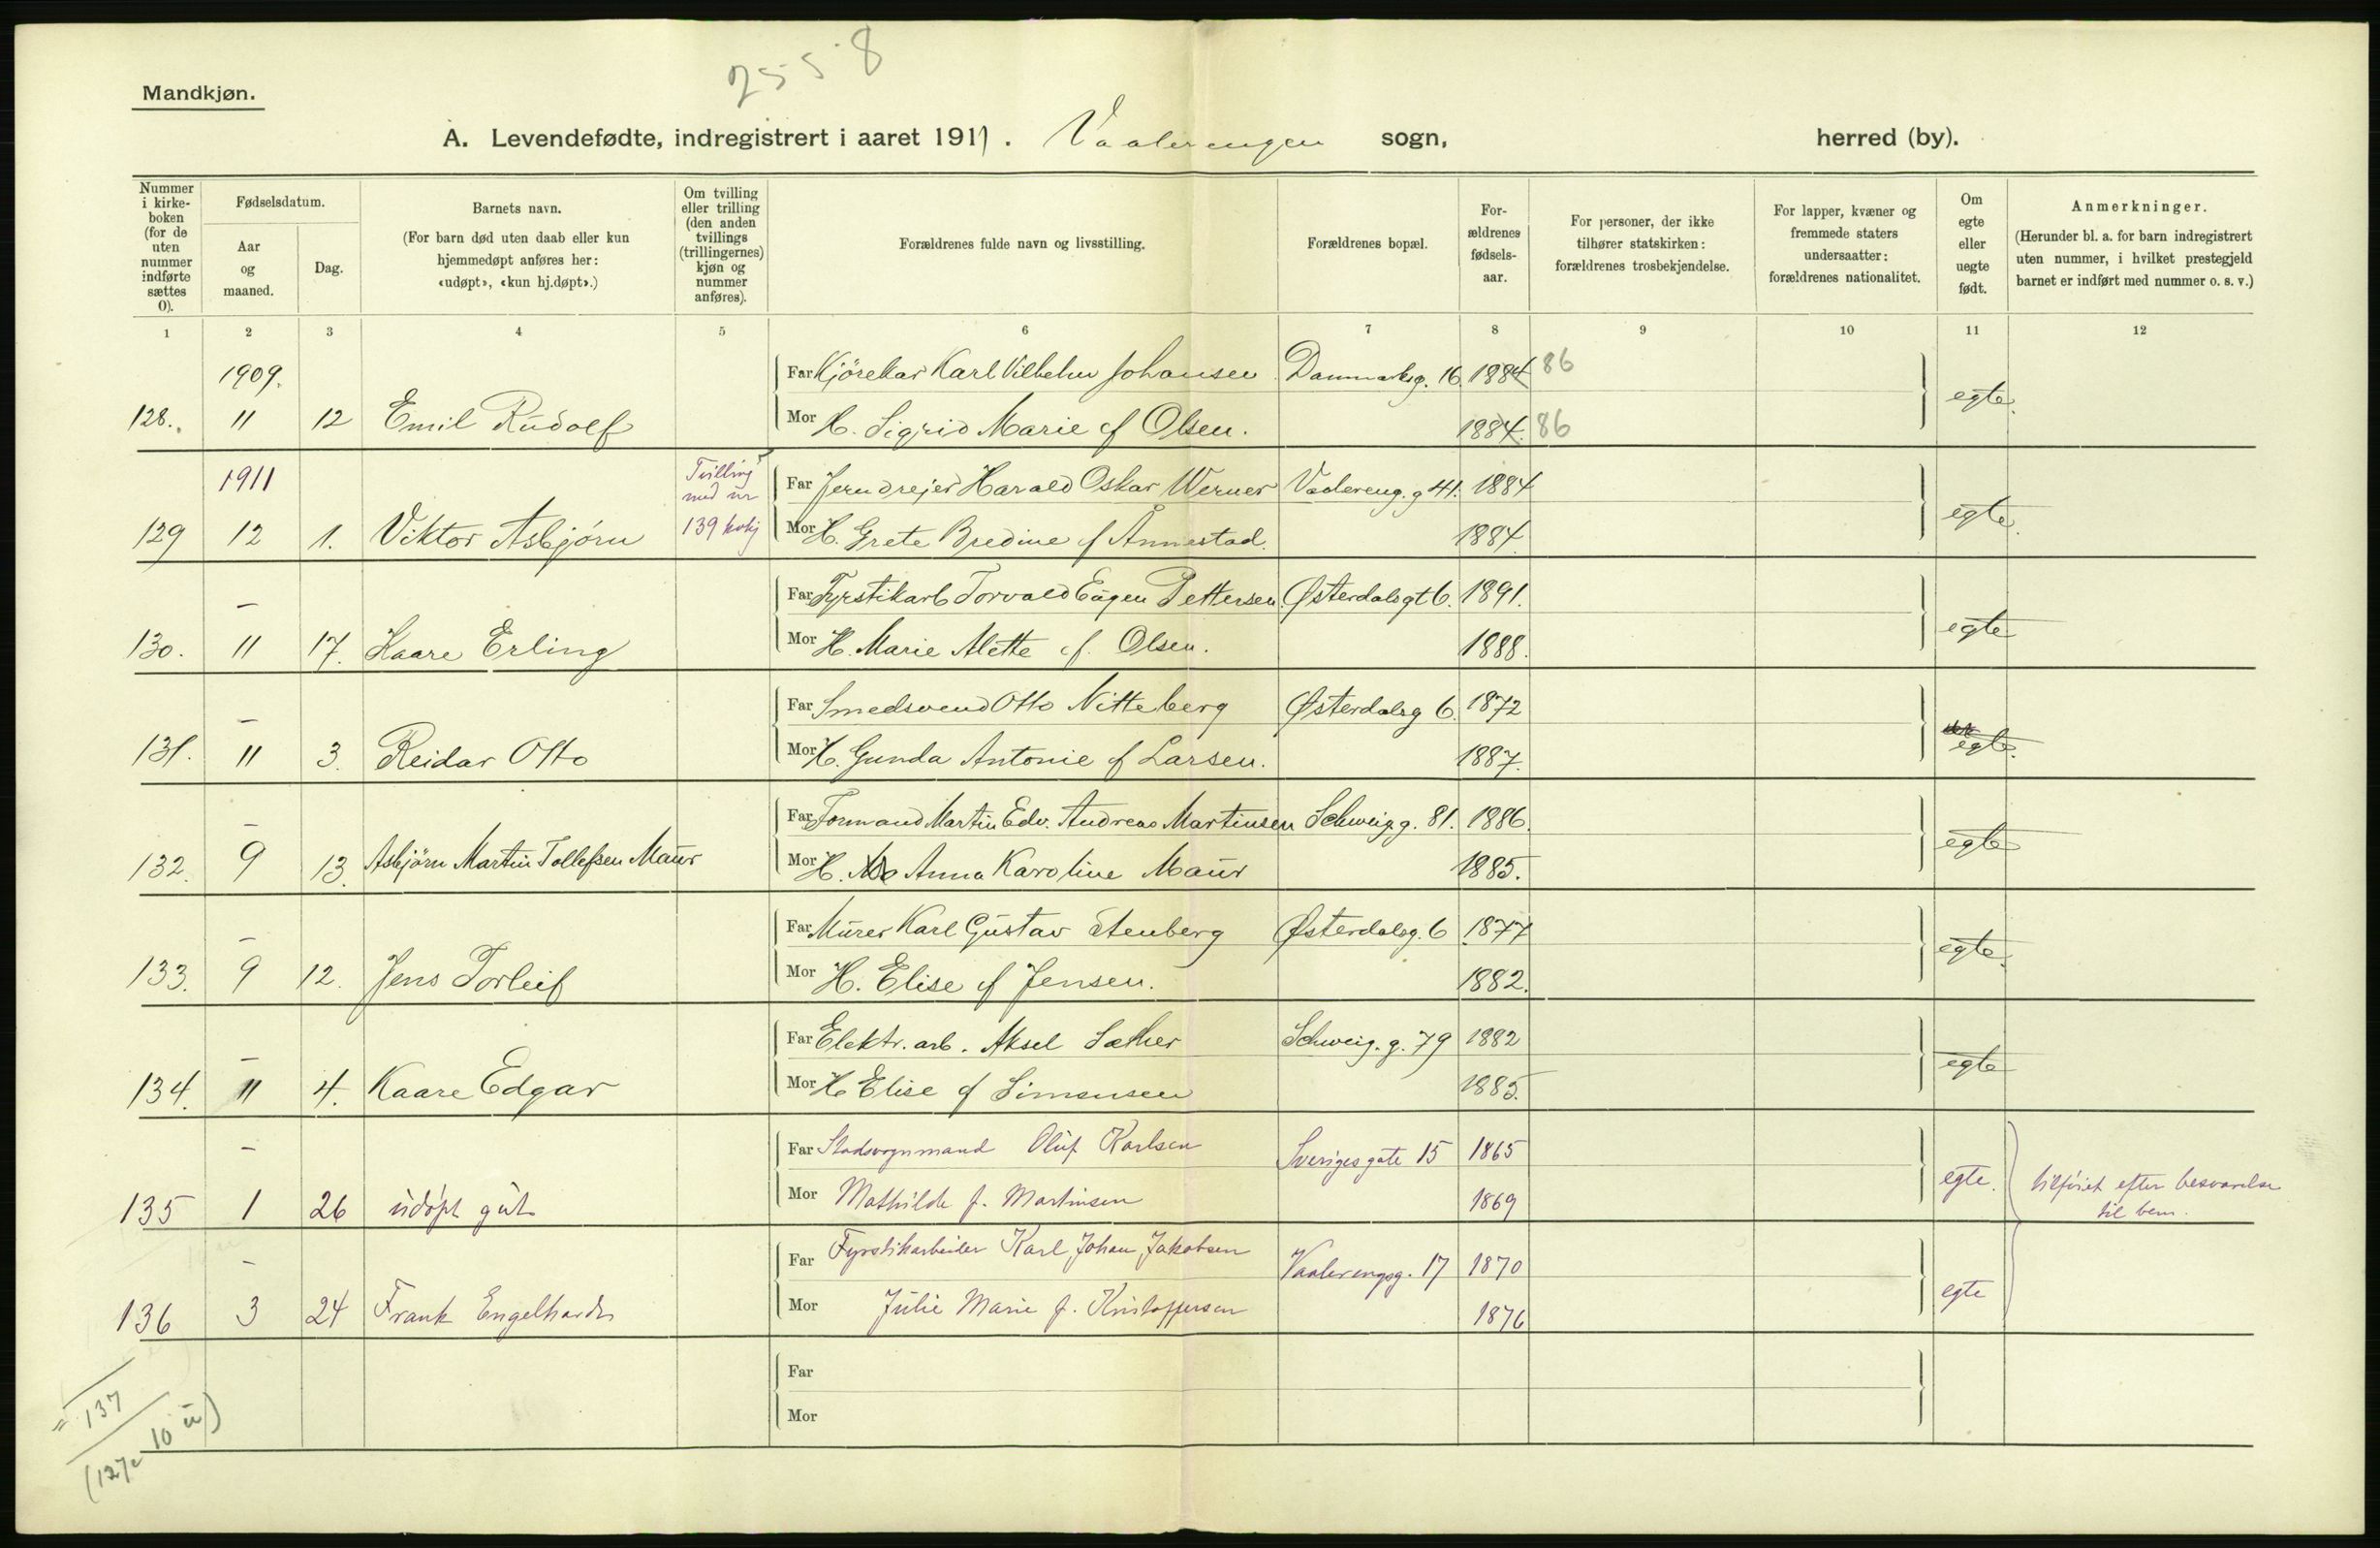 2558
Mandkjøn.
A. Levendefødte, indregistrert i aaret 1911. Vaalerengen sogn, herred (by).
Nummer i kirkeboken (for de uten nummer indførte sættes 0).
Fødselsdatum.
Aar og maaned.
Dag.
Barnets navn.
(For barn død uten daab eller kun hjemmedøpt anføres her: «udøpt», «kun hj.døpt».)
Om tvilling eller trilling (den anden tvillings (trillingernes) kjøn og nummer anføres).
Forældrenes fulde navn og livsstilling.
Forældrenes bopæl.
Forældrenes fødselsaar.
For personer, der ikke tilhører statskirken: forældrenes trosbekjendelse.
For lapper, kvæner og fremmede staters undersaatter: forældrenes nationalitet.
Om egte eller uegte født.
Anmerkninger.
(Herunder bl. a. for barn indregistrert uten nummer, i hvilket prestegjeld barnet er indført med nummer o. s. v.)
1 2 3 4 5 6 7 8 9 10 11 12
1909. Far Kjørekar Karl Vilhelm Johansen Danmarksg. 16. 1884 86
128. 11 12 Emil Rudolf Mor H. Sigrid Marie f Olsen. 1884. 86 egte.
1911 Tvilling med nr 139 kvkj Far Jerndrejer Harald Oskar Werner Vaalereng. g 41. 1884
129 12 1. Viktor Asbjørn Mor H. Grete Bredine f Annestad. 1884. egte.
— Far Fyrstikarb Torvald Eugen Pettersen Østerdalsgt 6. 1891.
130. 11 17. Kaare Erling Mor H. Marie Alette f. Olsen. 1888. egte
— Far Smedsvend Otto Nitteberg Østerdalsg 6. 1872
131. 11 3. Reidar Otto Mor H. Gunda Antonie f Larsen. 1887. egte.
— Far Formand Martin Edv. Andreas Martinsen Schweigg. 81. 1886.
132. 9 13. Asbjørn Martin Tollefsen Maur Mor H. Anna Karoline Maur 1885. egte
— Far Murer Karl Gustav Stenberg Østerdalsg. 6 1877
133. 9 12. Jens Torleif Mor H. Elise f Jensen. 1882. egte.
— Far Elektr. arb. Aksel Sæther Schweig. g. 79 1882
134. 11 4. Kaare Edgar Mor H Elise f Simensen 1885. egte
— Far Stadsvognmand Oluf Karlsen Sverigesgate 15 1865
135 1 26 udøpt gut Mor Mathilde f. Martinsen 1869 egte. tilføiet efter besvarelse til bem.
— Far Fyrstikarbeider Karl Johan Jakobsen Vaalerengsg. 17 1870
136 3 24 Frank Engelhardt Mor Julie Marie f. Kristoffersen 1876 egte
Far
Mor
= 137
(127e 10 u)